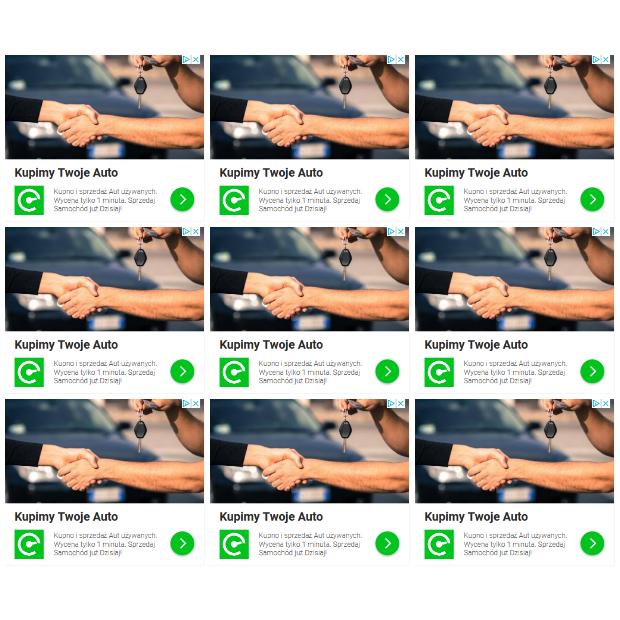 Kupimy Twoje Auto Kupimy Twoje Auto Kupimy Twoje Auto
Kupno i sprzedaż Aut używanych. Kupno i sprzedaż Aut używanych. Kupno i sprzedaż Aut używanych.
Wycena tylko 1 minuta. Sprzedaj Wycena tylko 1 minuta. Sprzedaj Wycena tylko 1 minuta. Sprzedaj
Samochód już Dzisiaj! Samochód już Dzisiaj! Samochód już Dzisiaj!
Kupimy Twoje Auto Kupimy Twoje Auto Kupimy Twoje Auto
Kupno i sprzedaż Aut używanych. Kupno i sprzedaż Aut używanych. Kupno i sprzedaż Aut używanych.
Wycena tylko 1 minuta. Sprzedaj Wycena tylko 1 minuta. Sprzedaj Wycena tylko 1 minuta. Sprzedaj
Samochód już Dzisiaj! Samochód już Dzisiaj! Samochód już Dzisiaj!
Kupimy Twoje Auto Kupimy Twoje Auto Kupimy Twoje Auto
Kupno i sprzedaż Aut używanych. Kupno i sprzedaż Aut używanych. Kupno i sprzedaż Aut używanych.
Wycena tylko 1 minuta. Sprzedaj Wycena tylko 1 minuta. Sprzedaj Wycena tylko 1 minuta. Sprzedaj
Samochód już Dzisiaj! Samochód już Dzisiaj! Samochód już Dzisiaj!